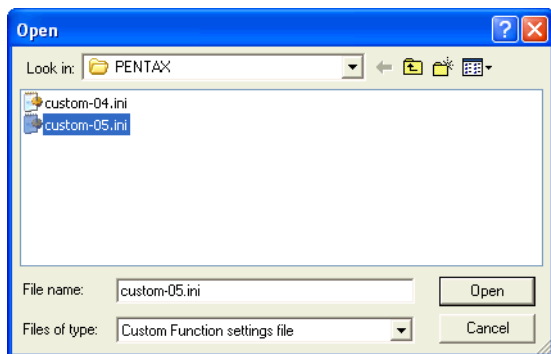 Open
Look in: PENTAX
custom-04.ini
custom-05.ini
File name: custom-05.ini Open
Files of type: Custom Function settings file Cancel